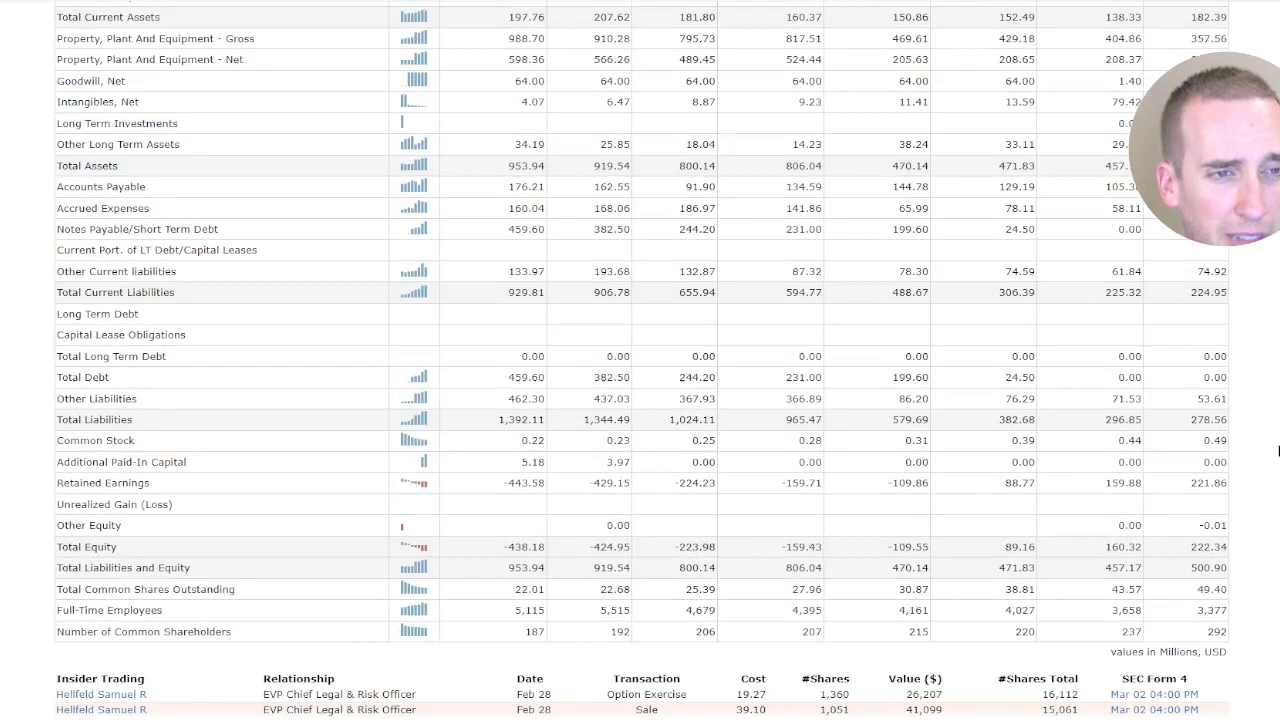 Total Current Assets 197.76 207.62 181.80 160.37 150.86 152.49 138.33 182.39
Property, Plant And Equipment - Gross 988.70 910.28 795.73 817.51 469.61 429.18 404.86 357.56
Property, Plant And Equipment - Net 598.36 566.26 489.45 524.44 205.63 208.65 208.37
Goodwill, Net 64.00 64.00 64.00 64.00 64.00 64.00 1.40
Intangibles, Net 4.07 6.47 8.87 9.23 11.41 13.59 79.42
Long Term Investments
Other Long Term Assets 34.19 25.85 18.04 14.23 38.24 33.11 29.
Total Assets 953.94 919.54 800.14 806.04 470.14 471.83 457.
Accounts Payable 176.21 162.55 91.90 134.59 144.78 129.19
Accrued Expenses 160.04 168.06 186.97 141.86 65.99 78.11 58.11
Notes Payable/Short Term Debt 459.60 382.50 244.20 231.00 199.60 24.50 0.00
Current Port. of LT Debt/Capital Leases
Other Current liabilities 133.97 193.68 132.87 87.32 78.30 74.59 61.84 74.92
Total Current Liabilities 929.81 906.78 655.94 594.77 488.67 306.39 225.32 224.95
Long Term Debt
Capital Lease Obligations
Total Long Term Debt 0.00 0.00 0.00 0.00 0.00 0.00 0.00 0.00
Total Debt 459.60 382.50 244.20 231.00 199.60 24.50 0.00 0.00
Other Liabilities 462.30 437.03 367.93 366.89 86.20 76.29 71.53 53.61
Total Liabilities 1,392.11 1,344.49 1,024.11 965.47 579.69 382.68 296.85 278.56
Common Stock 0.22 0.23 0.25 0.28 0.31 0.39 0.44 0.49
Additional Paid-In Capital 5.18 3.97 0.00 0.00 0.00 0.00 0.00 0.00
Retained Earnings -443.58 -429.15 -224.23 -159.71 -109.86 88.77 159.88 221.86
Unrealized Gain (Loss)
Other Equity 0.00 0.00 -0.01
Total Equity -438.18 -424.95 -223.98 -159.43 -109.55 89.16 160.32 222.34
Total Liabilities and Equity 953.94 919.54 800.14 806.04 470.14 471.83 457.17 500.90
Total Common Shares Outstanding 22.01 22.68 25.39 27.96 30.87 38.81 43.57 49.40
Full-Time Employees 5,115 5,515 4,679 4,395 4,161 4,027 3,658 3,377
Number of Common Shareholders 187 192 206 207 215 220 237 292
values in Millions, USD
Insider Trading Relationship Date Transaction Cost #Shares Value ($) #Shares Total SEC Form 4
Hellfeld Samuel R EVP Chief Legal & Risk Officer Feb 28 Option Exercise 19.27 1,360 26,207 16,112 Mar 02 04:00 PM
Hellfeld Samuel R EVP Chief Legal & Risk Officer Feb 28 Sale 39.10 1,051 41,099 15,061 Mar 02 04:00 PM